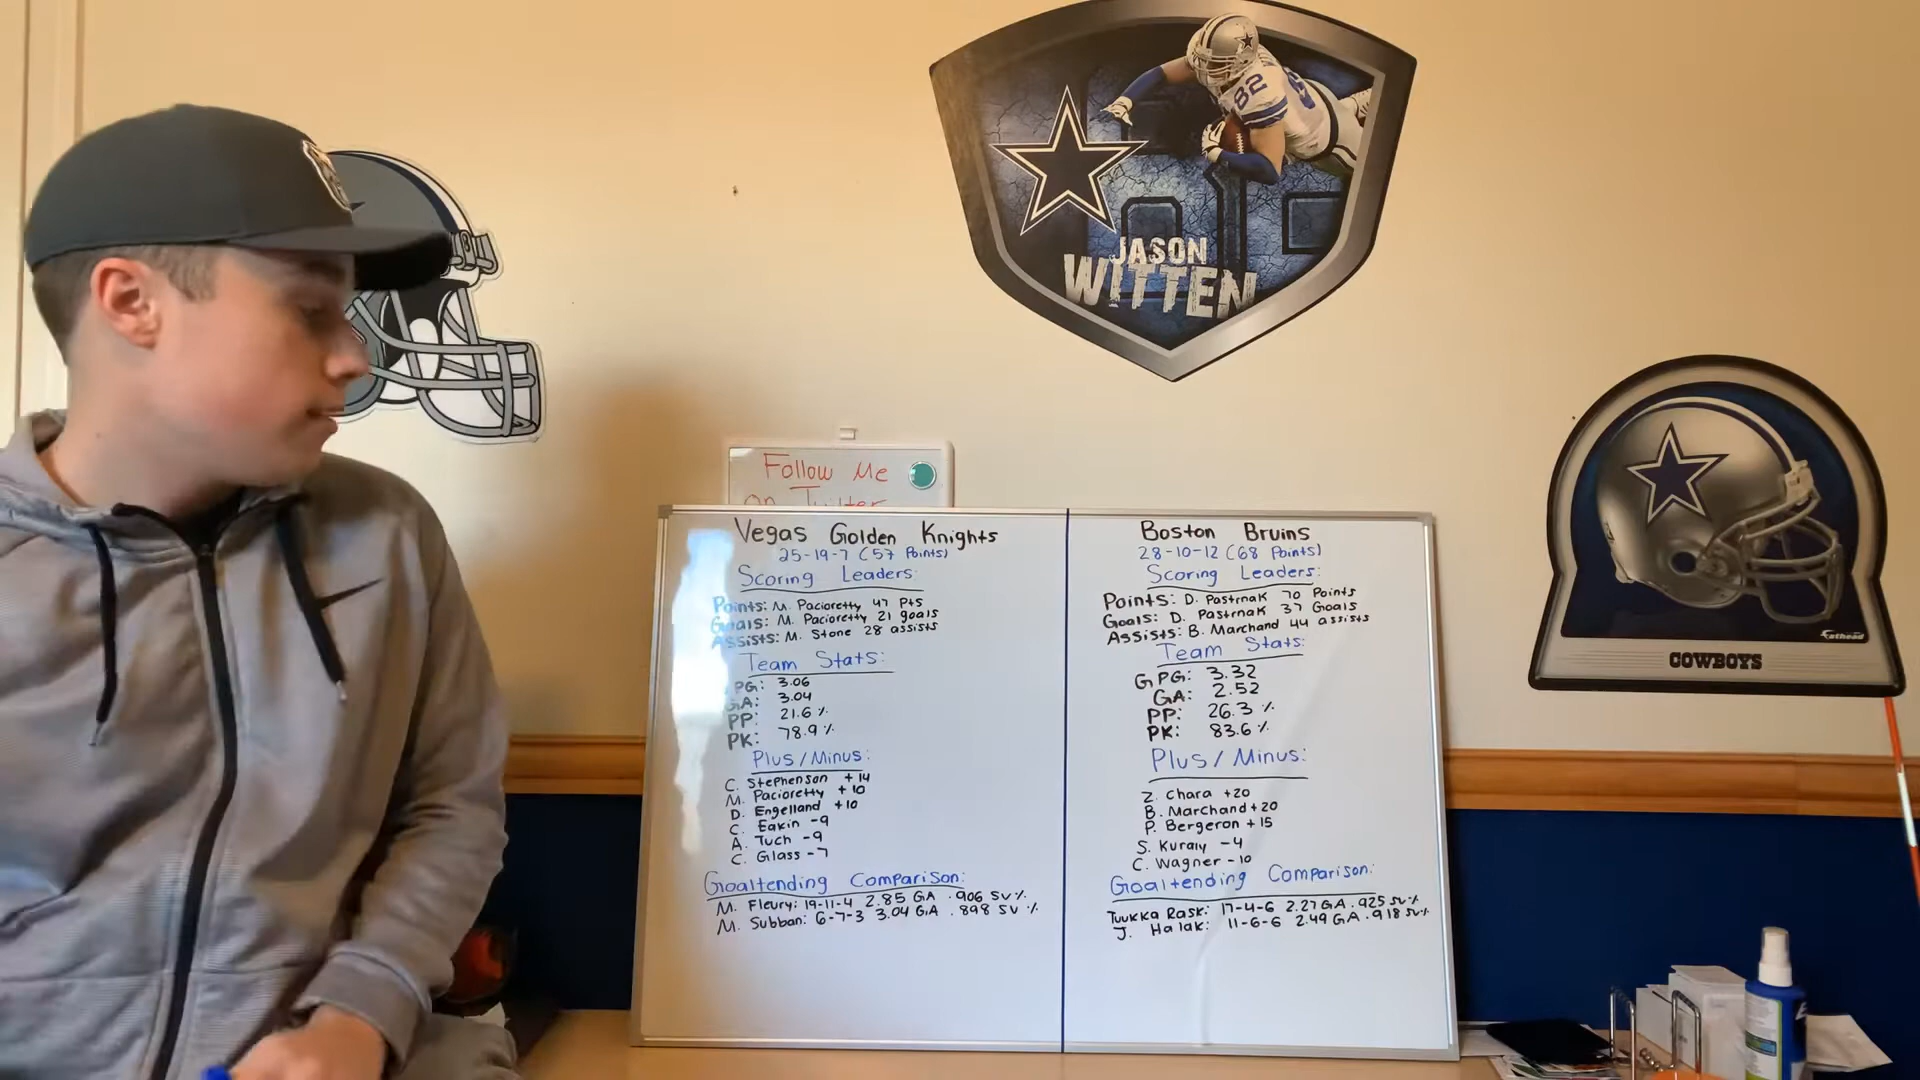 82
JASON
WITTEN
Follow Me
on Twitter
Vegas Golden Knights
25-19-7 (57 Points)
Scoring Leaders:
Points: M. Pacioretty 47 Pts
Goals: M. Pacioretty 21 goals
Assists: M. Stone 28 assists
Team Stats:
PG: 3.06
GA: 3.04
PP: 21.6 %
PK: 78.9 %
Plus/Minus:
C. Stephenson +14
M. Pacioretty +10
D. Engelland +10
C. Eakin -9
A. Tuch -9
C. Glass -7
Goaltending Comparison:
M. Fleury: 19-11-4 2.85 GA .906 SV %
M. Subban: 6-7-3 3.04 GA .898 SV %
Boston Bruins
28-10-12 (68 Points)
Scoring Leaders:
Points: D. Pastrnak 70 Points
Goals: D. Pastrnak 37 Goals
Assists: B. Marchand 44 assists
Team Stats:
GPG: 3.32
GA: 2.52
PP: 26.3 %
PK: 83.6 %
Plus/Minus:
Z. Chara +20
B. Marchand +20
P. Bergeron +15
S. Kuraly -4
C. Wagner -10
Goaltending Comparison:
Tuukka Rask: 17-4-6 2.27 GA .925 SV %
J. Halak: 11-6-6 2.49 GA .918 SV %
Fathead
COWBOYS